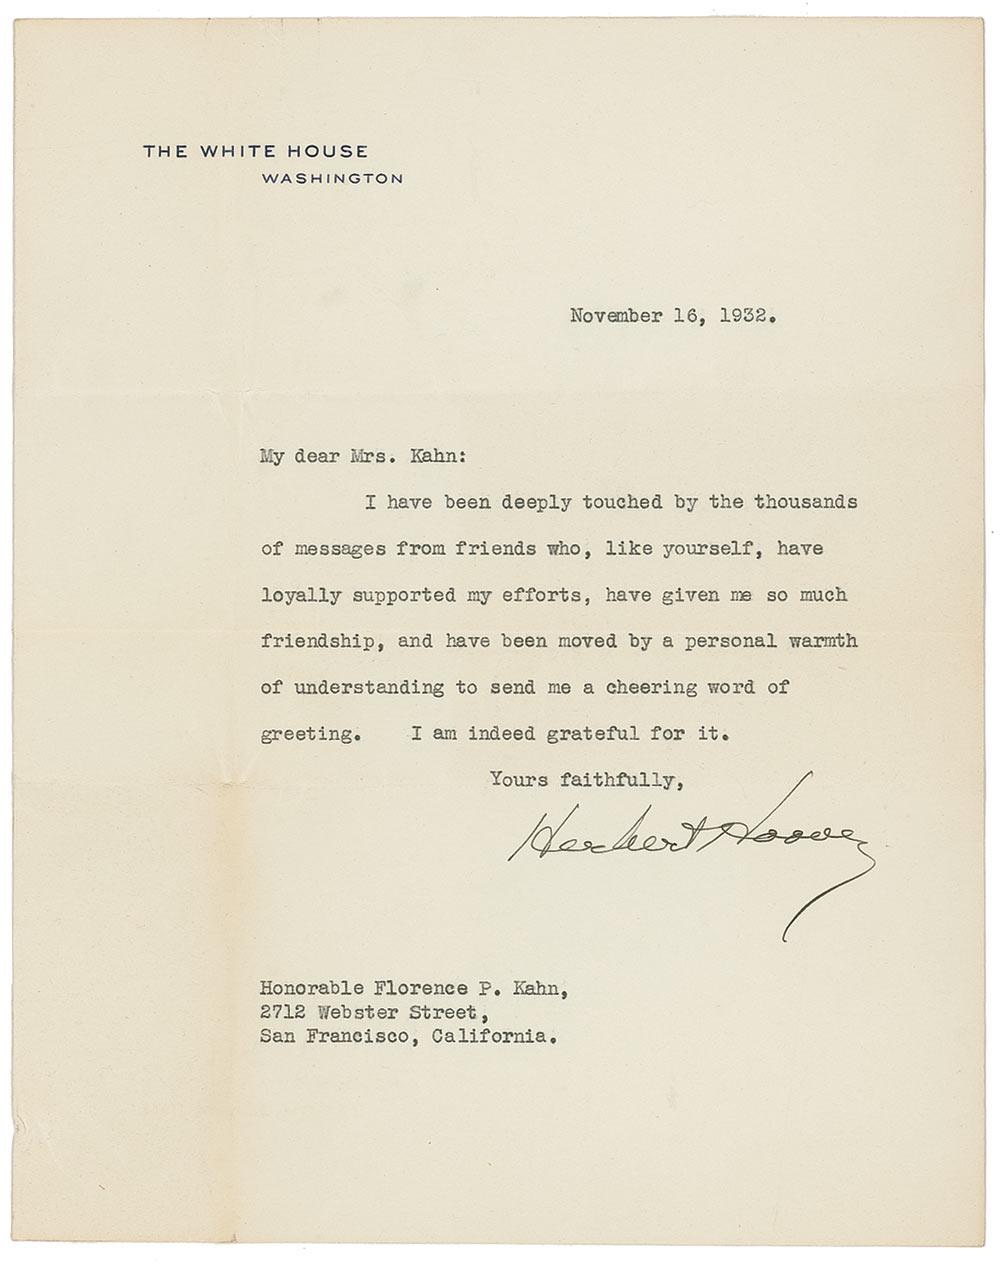 THE WHITE HOUSE
WASHINGTON
November 16, 1932.
My dear Mrs. Kahn:
I have been deeply touched by the thousands
of messages from friends who, like yourself, have
loyally supported my efforts, have given me so much
friendship, and have been moved by a personal warmth
of understanding to send me a cheering word of
greeting. I am indeed grateful for it.
Yours faithfully,
Herbert Hoover
Honorable Florence P. Kahn,
2712 Webster Street,
San Francisco, California.